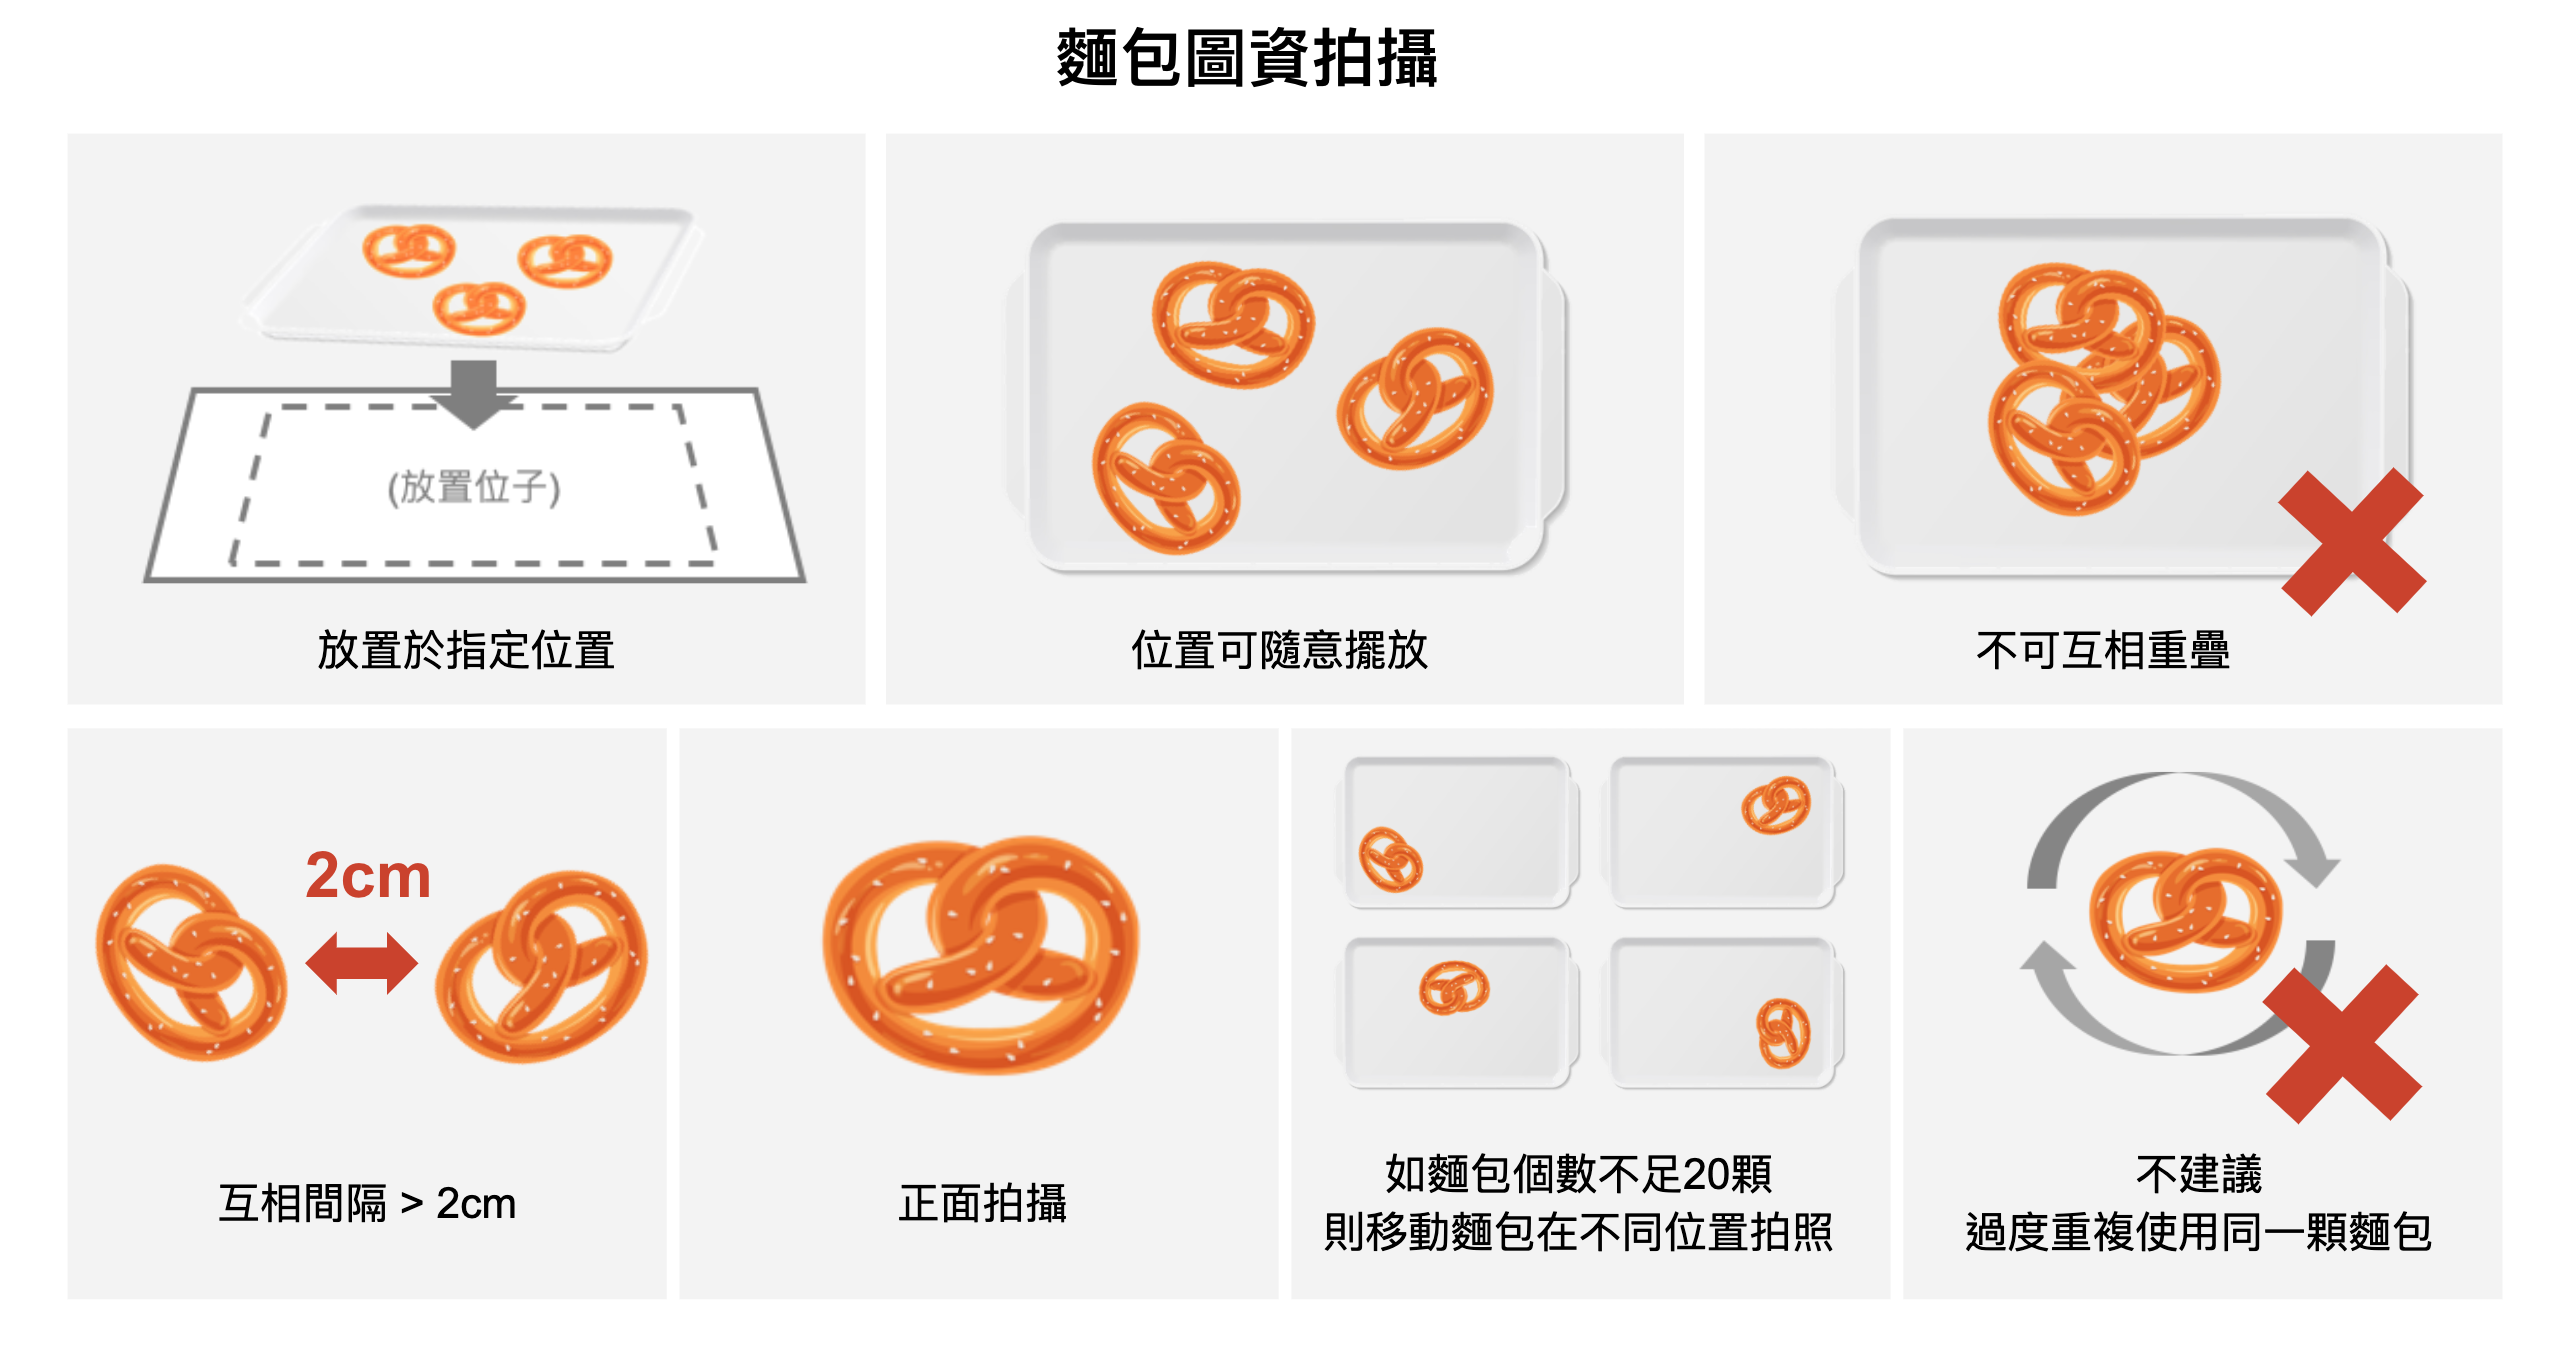 麵包圖資拍攝
(放置位子)
放置於指定位置
位置可隨意擺放
不可互相重疊
2cm
互相間隔 > 2cm
正面拍攝
如麵包個數不足20顆
則移動麵包在不同位置拍照
不建議
過度重複使用同一顆麵包